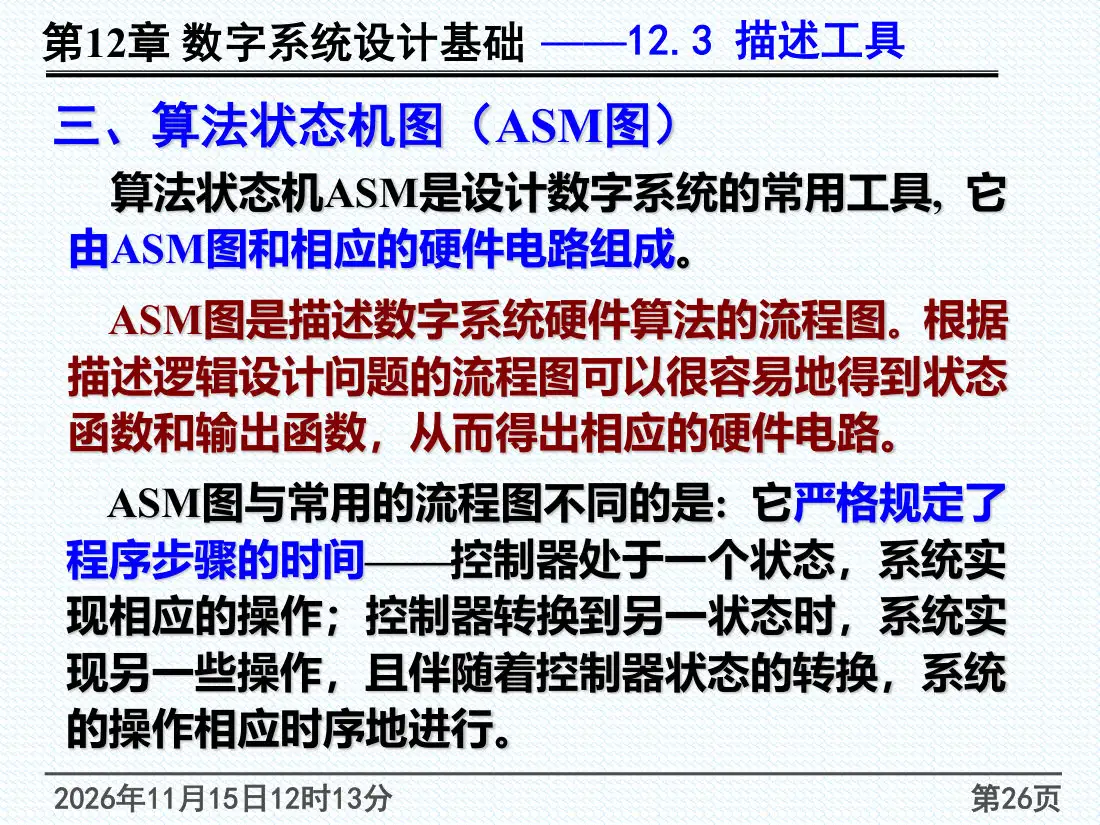 第12章 数字系统设计基础 ——12.3 描述工具
三、算法状态机图（ASM图）
算法状态机ASM是设计数字系统的常用工具, 它
由ASM图和相应的硬件电路组成。
ASM图是描述数字系统硬件算法的流程图。根据
描述逻辑设计问题的流程图可以很容易地得到状态
函数和输出函数，从而得出相应的硬件电路。
ASM图与常用的流程图不同的是：它严格规定了
程序步骤的时间——控制器处于一个状态，系统实
现相应的操作；控制器转换到另一状态时，系统实
现另一些操作，且伴随着控制器状态的转换，系统
的操作相应时序地进行。
2026年11月15日12时13分
第26页